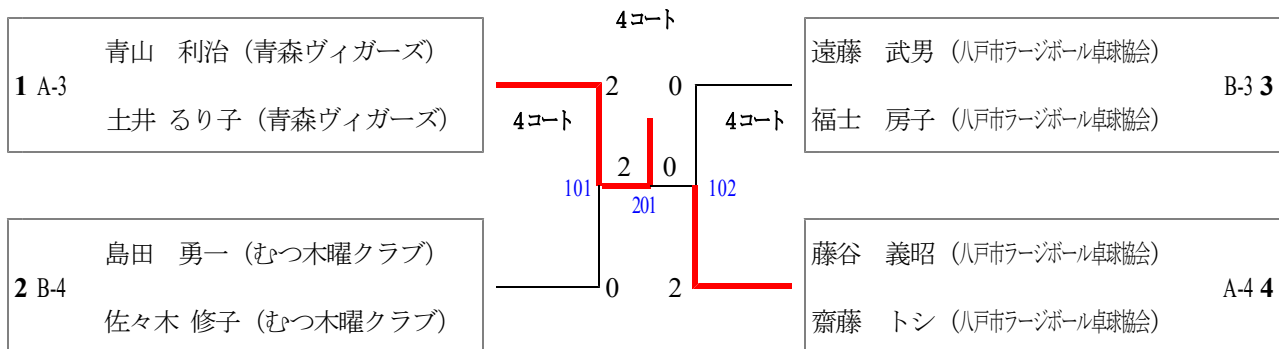 4コート
青山 利治 (青森ヴィガーズ)
1 A-3
土井 るり子 (青森ヴィガーズ)
2 0
4コート 4コート
遠藤 武男 (八戸市ラージボール卓球協会)
B-3 3
福士 房子 (八戸市ラージボール卓球協会)
2 0
101 102
201
島田 勇一 (むつ木曜クラブ)
2 B-4
佐々木 修子 (むつ木曜クラブ)
0 2
藤谷 義昭 (八戸市ラージボール卓球協会)
A-4 4
齋藤 トシ (八戸市ラージボール卓球協会)